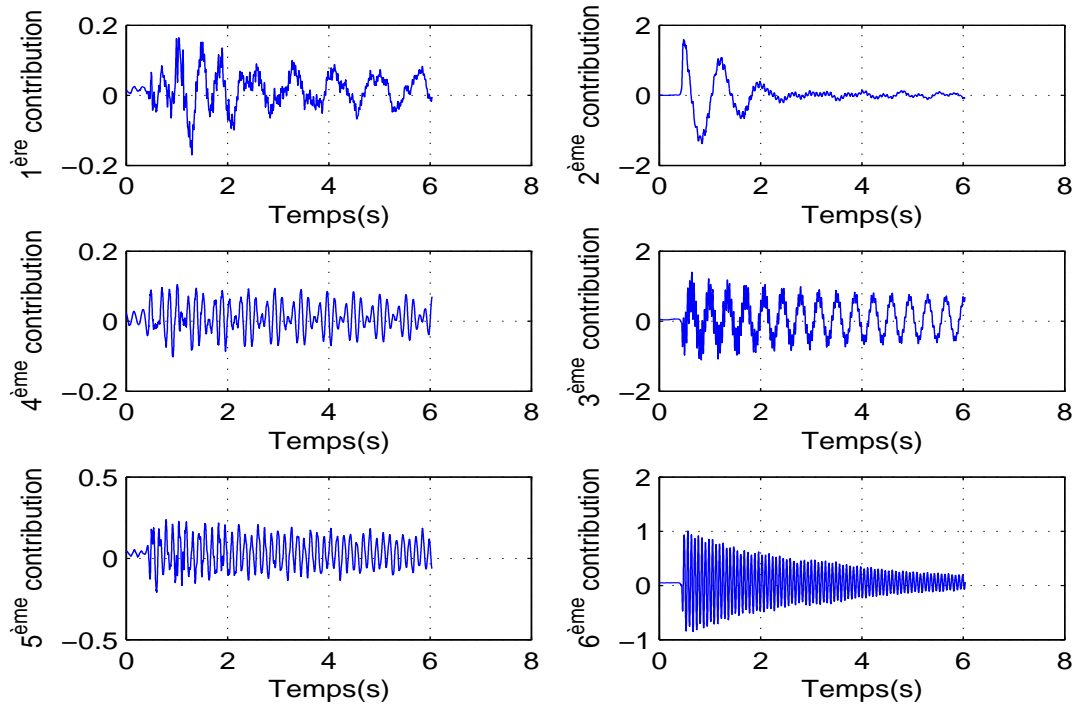 1ère contribution
0.2
0
−0.2
0 2 4 6 8
Temps(s)
2ème contribution
2
0
−2
0 2 4 6 8
Temps(s)
4ème contribution
0.2
0
−0.2
0 2 4 6 8
Temps(s)
3ème contribution
2
0
−2
0 2 4 6 8
Temps(s)
5ème contribution
0.5
0
−0.5
0 2 4 6 8
Temps(s)
6ème contribution
2
1
0
−1
0 2 4 6 8
Temps(s)